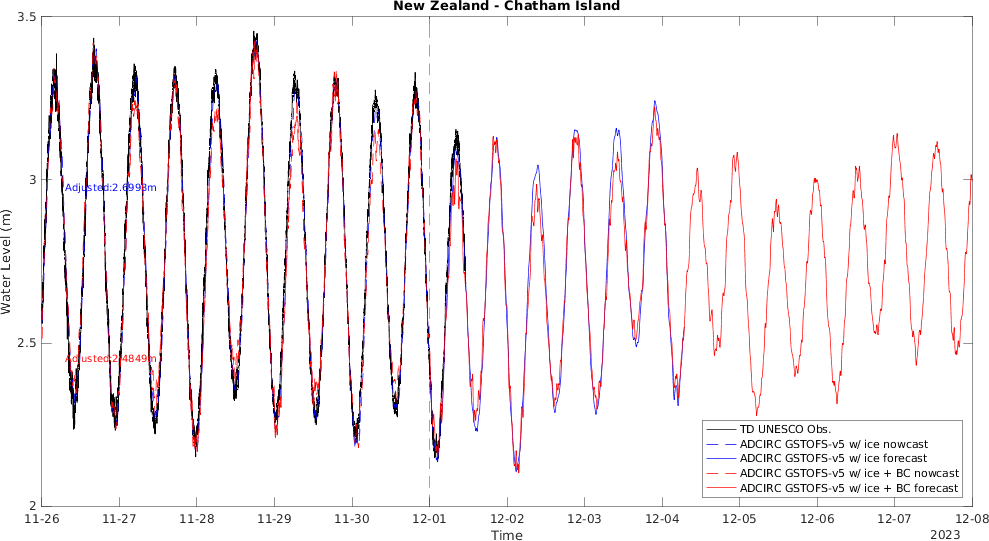 New Zealand - Chatham Island
3.5
3
2.5
2
Water Level (m)
Adjusted:2.6993m
Adjusted:2.4849m
TD UNESCO Obs.
ADCIRC GSTOFS-v5 w/ ice nowcast
ADCIRC GSTOFS-v5 w/ ice forecast
ADCIRC GSTOFS-v5 w/ ice + BC nowcast
ADCIRC GSTOFS-v5 w/ ice + BC forecast
11-26 11-27 11-28 11-29 11-30 12-01 12-02 12-03 12-04 12-05 12-06 12-07 12-08
Time
2023